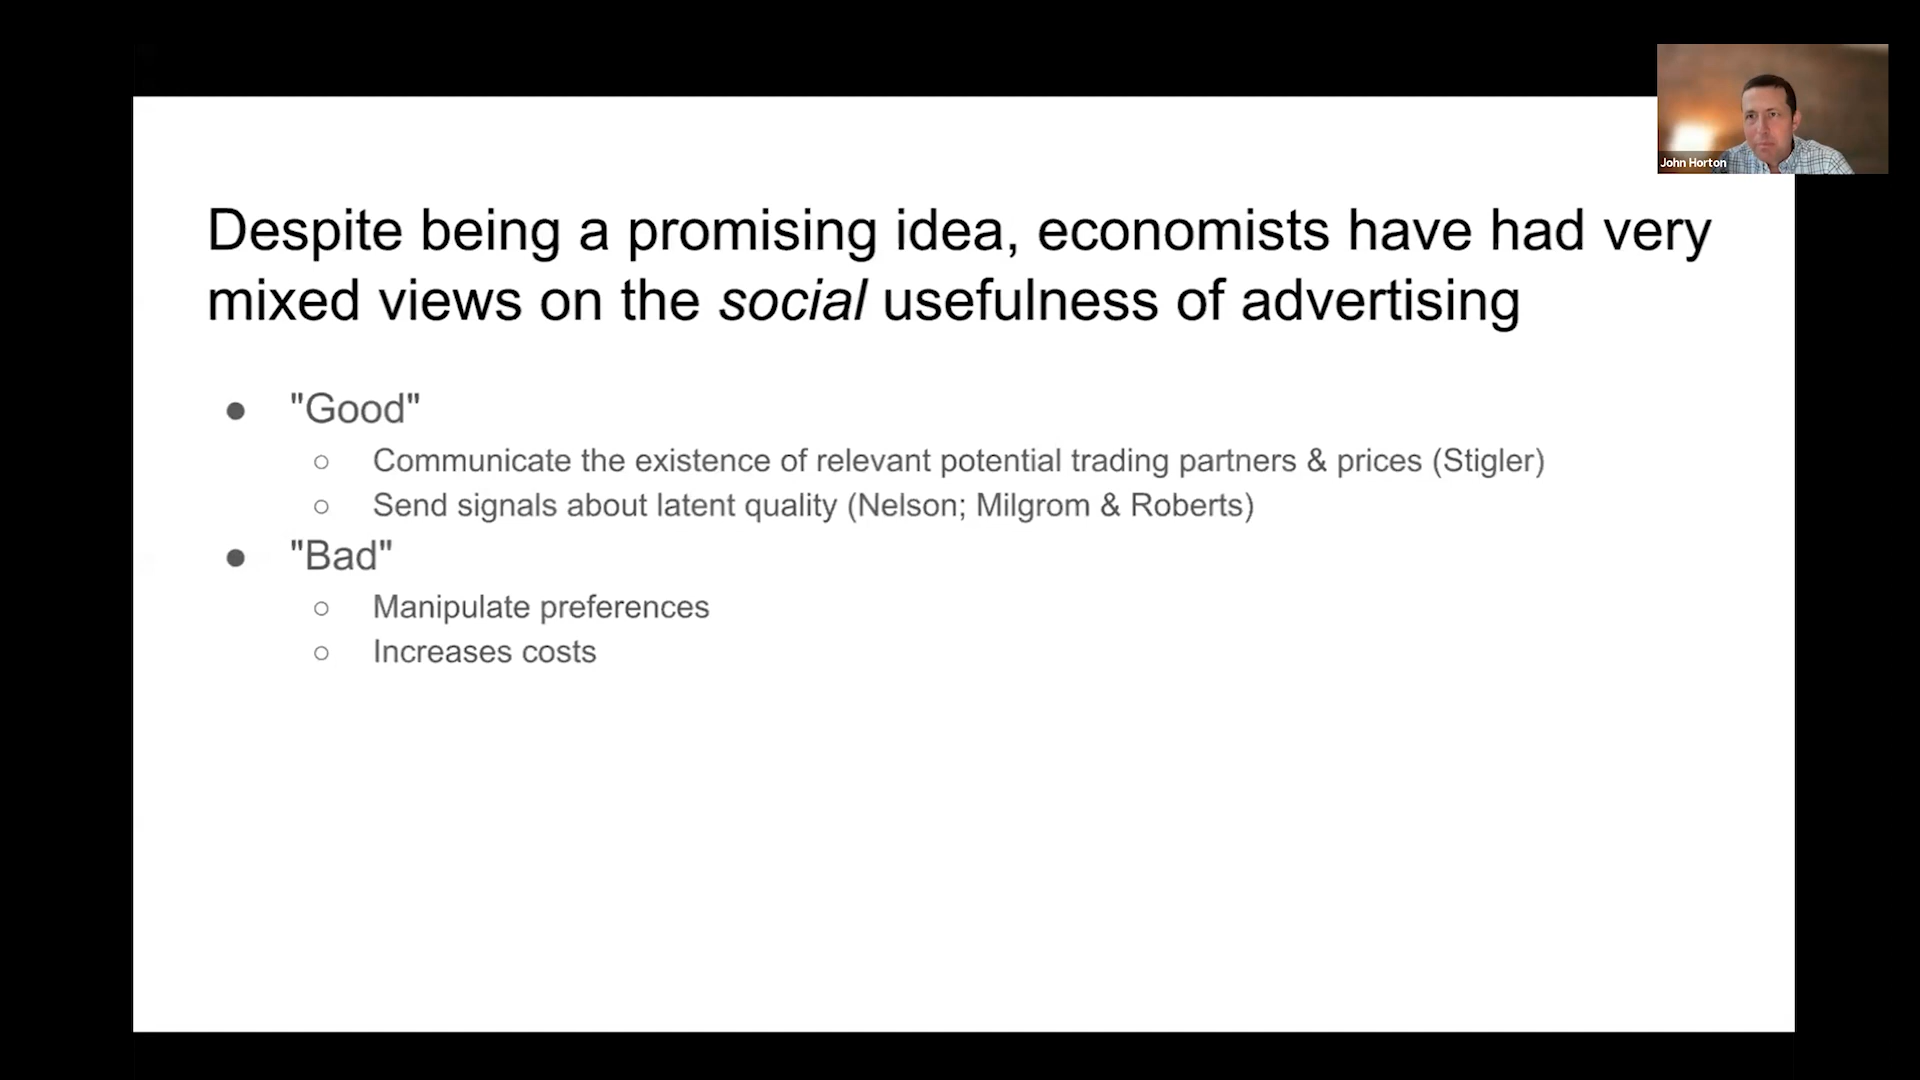 John Horton
Despite being a promising idea, economists have had very
mixed views on the social usefulness of advertising
● "Good"
○ Communicate the existence of relevant potential trading partners & prices (Stigler)
○ Send signals about latent quality (Nelson; Milgrom & Roberts)
● "Bad"
○ Manipulate preferences
○ Increases costs